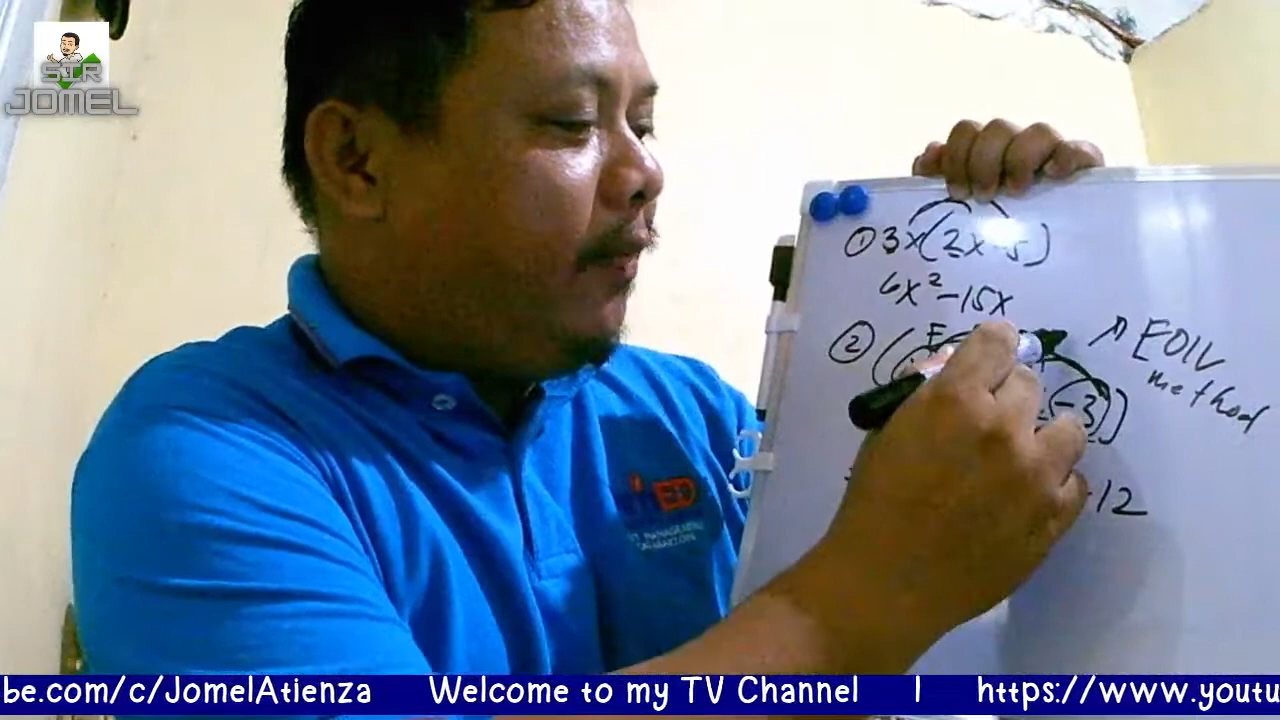 SIR
JOMEL
① 3x(2x-5)
6x² - 15x
② (
F
-3))
FOIL
method
12
ED
be.com/c/JomelAtienza Welcome to my TV Channel | https://www.youtu